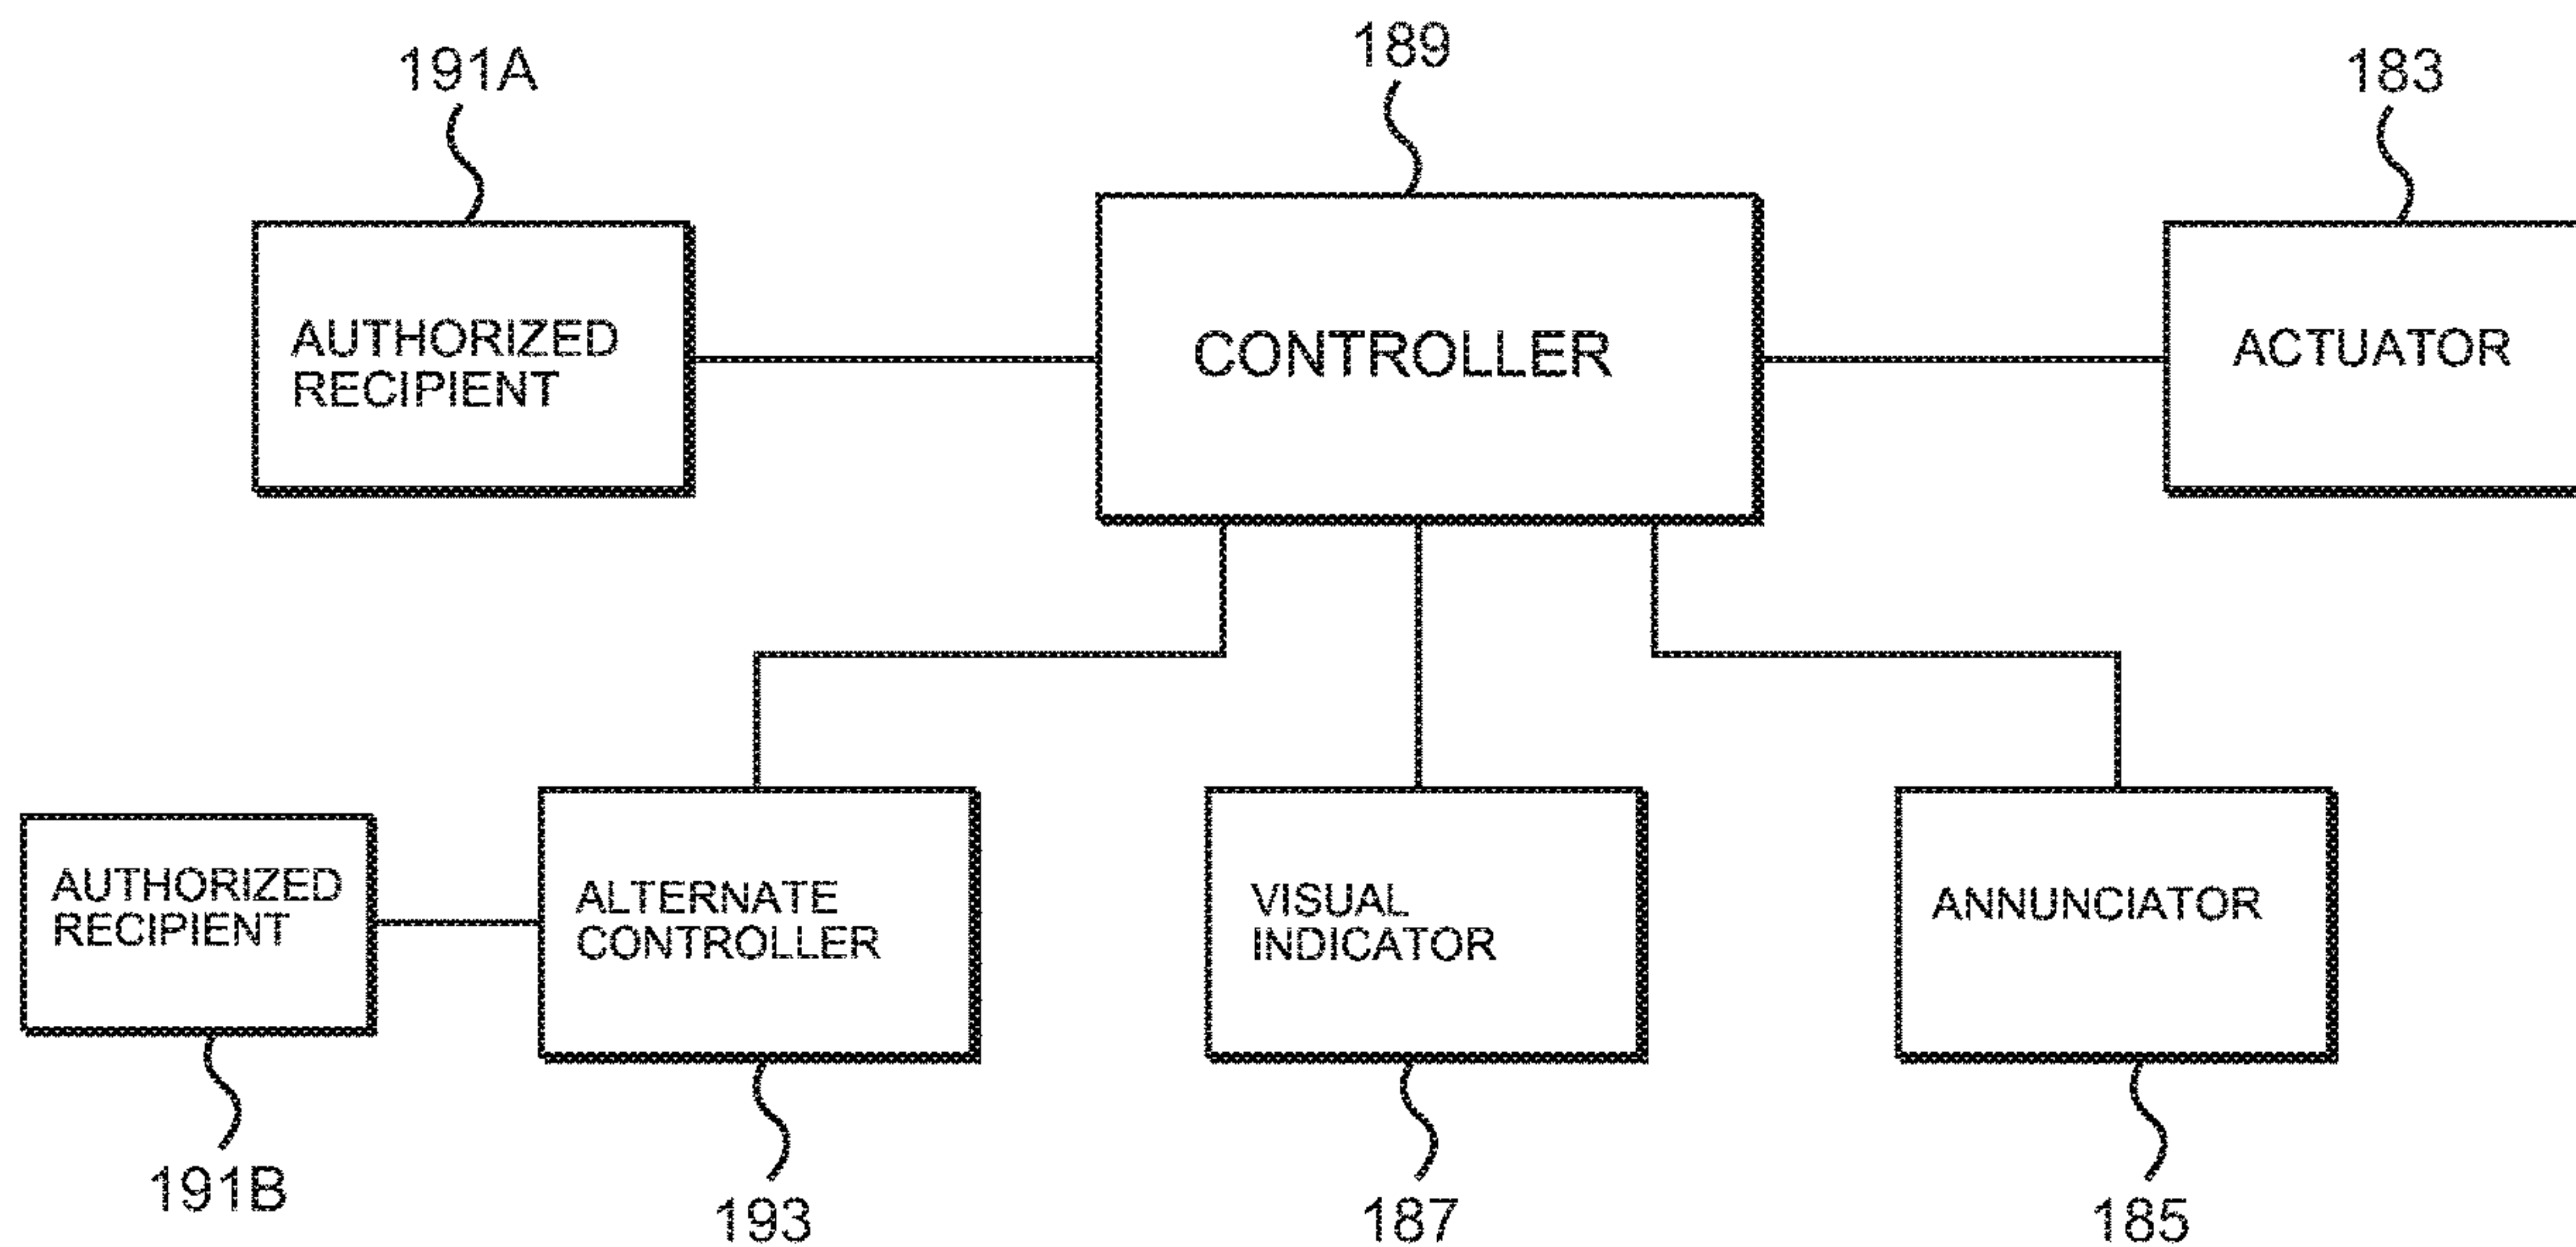 191A
189
183
AUTHORIZED
RECIPIENT
CONTROLLER
ACTUATOR
AUTHORIZED
RECIPIENT
ALTERNATE
CONTROLLER
VISUAL
INDICATOR
ANNUNCIATOR
191B
193
187
185